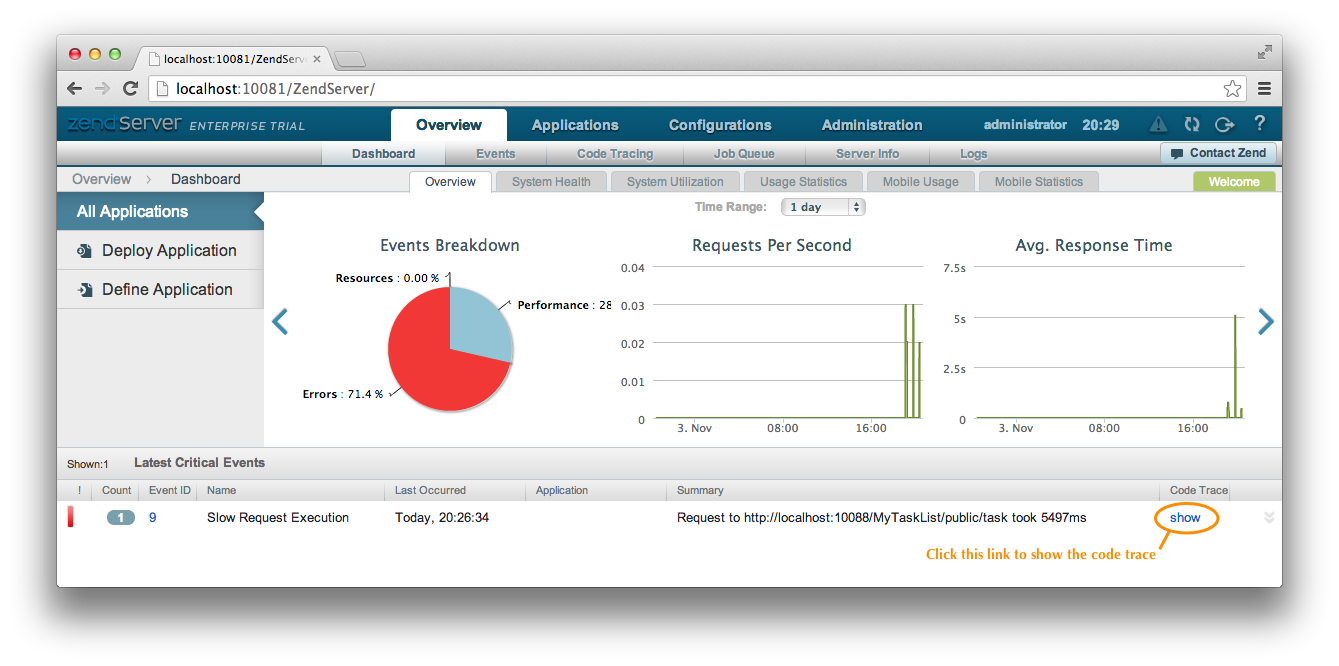 localhost:10081/ZendServ
localhost:10081/ZendServer/
zend Server ENTERPRISE TRIAL Overview Applications Configurations Administration administrator 20:29 ?
Dashboard Events Code Tracing Job Queue Server Info Logs Contact Zend
Overview Dashboard Overview System Health System Utilization Usage Statistics Mobile Usage Mobile Statistics Welcome
All Applications
Deploy Application
Define Application
Time Range: 1 day
Events Breakdown
Resources : 0.00 %
Performance : 28
Errors : 71.4 %
Requests Per Second
0.04
0.03
0.02
0.01
0
3. Nov 08:00 16:00
Avg. Response Time
7.5s
5s
2.5s
0
3. Nov 08:00 16:00
Shown:1 Latest Critical Events
! Count Event ID Name Last Occurred Application Summary Code Trace
1 9 Slow Request Execution Today, 20:26:34 Request to http://localhost:10088/MyTaskList/public/task took 5497ms show
Click this link to show the code trace